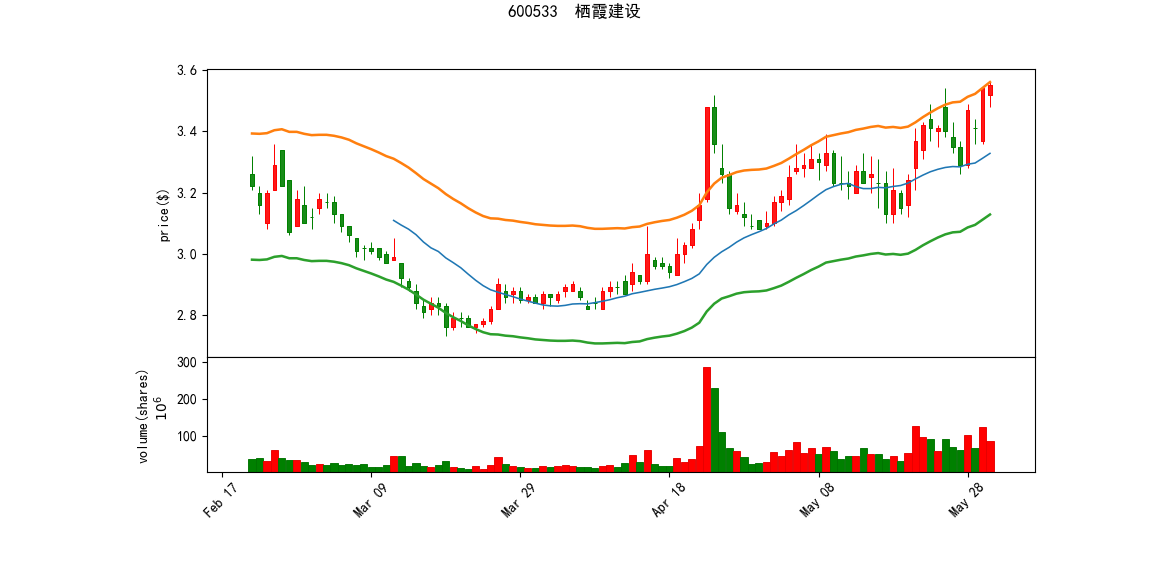 600533 栖霞建设
3.6
3.4
3.2
3.0
2.8
price($)
300
200
100
volume(shares)
10^6
Feb 17
Mar 09
Mar 29
Apr 18
May 08
May 28